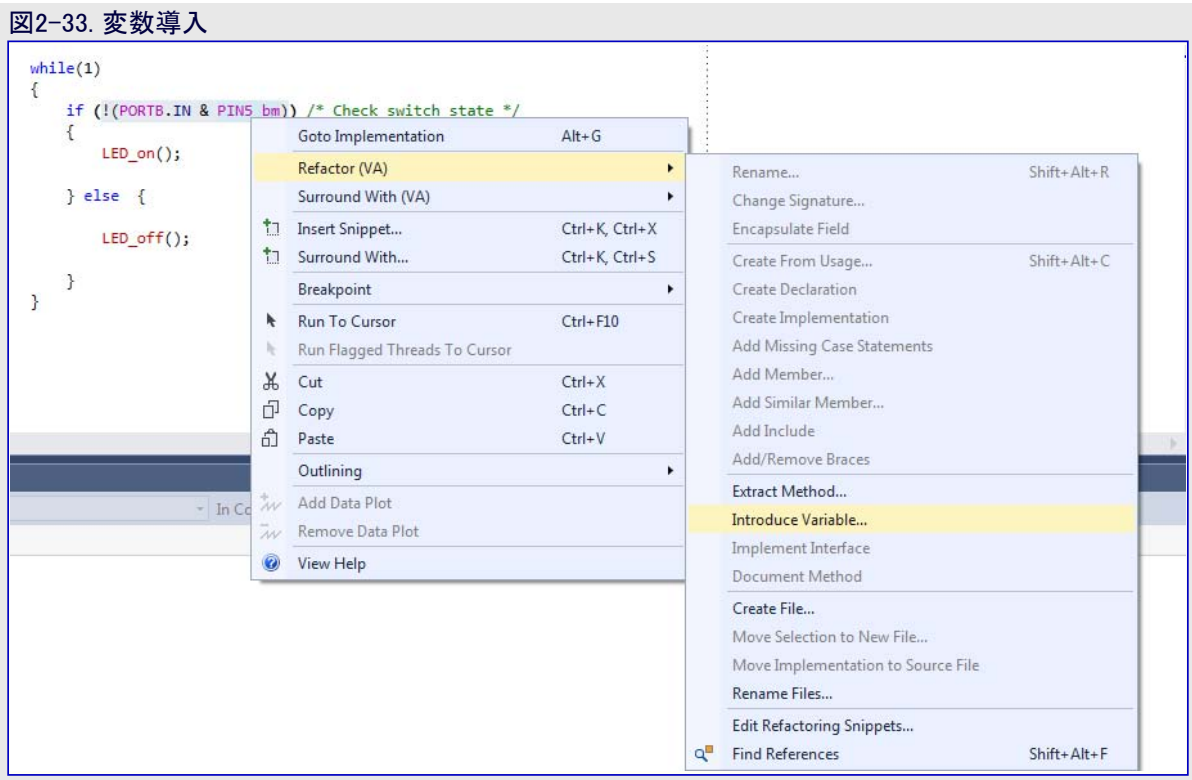 図2-33. 変数導入
while(1)
{
if (!(PORTB.IN & PIN5_bm)) /* Check switch state */
{
LED_on();
} else {
LED_off();
}
}
Goto Implementation Alt+G
Refactor (VA)
Surround With (VA)
Insert Snippet... Ctrl+K, Ctrl+X
Surround With... Ctrl+K, Ctrl+S
Breakpoint
Run To Cursor Ctrl+F10
Run Flagged Threads To Cursor
Cut Ctrl+X
Copy Ctrl+C
Paste Ctrl+V
Outlining
Add Data Plot
Remove Data Plot
View Help
In Co
Rename... Shift+Alt+R
Change Signature...
Encapsulate Field
Create From Usage... Shift+Alt+C
Create Declaration
Create Implementation
Add Missing Case Statements
Add Member...
Add Similar Member...
Add Include
Add/Remove Braces
Extract Method...
Introduce Variable...
Implement Interface
Document Method
Create File...
Move Selection to New File...
Move Implementation to Source File
Rename Files...
Edit Refactoring Snippets...
Find References Shift+Alt+F